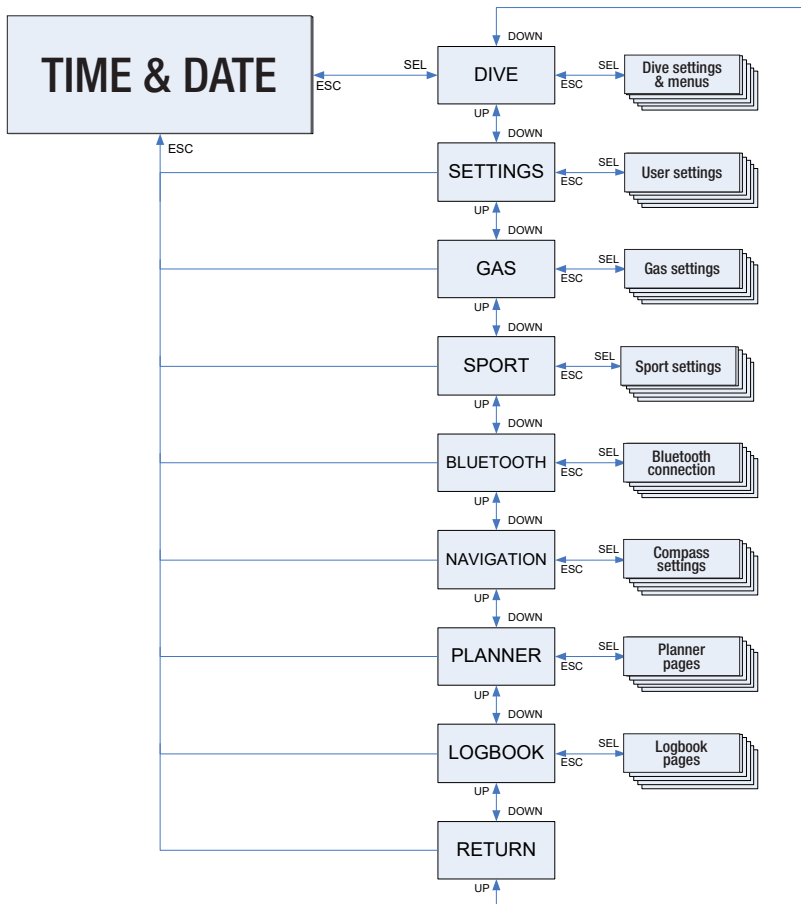 DOWN
TIME & DATE
SEL
ESC
DIVE
SEL
ESC
Dive settings
& menus
UP
DOWN
ESC
SETTINGS
SEL
ESC
User settings
UP
DOWN
GAS
SEL
ESC
Gas settings
UP
DOWN
SPORT
SEL
ESC
Sport settings
UP
DOWN
BLUETOOTH
SEL
ESC
Bluetooth
connection
UP
DOWN
NAVIGATION
SEL
ESC
Compass
settings
UP
DOWN
PLANNER
SEL
ESC
Planner
pages
UP
DOWN
LOGBOOK
SEL
ESC
Logbook
pages
UP
DOWN
RETURN
UP